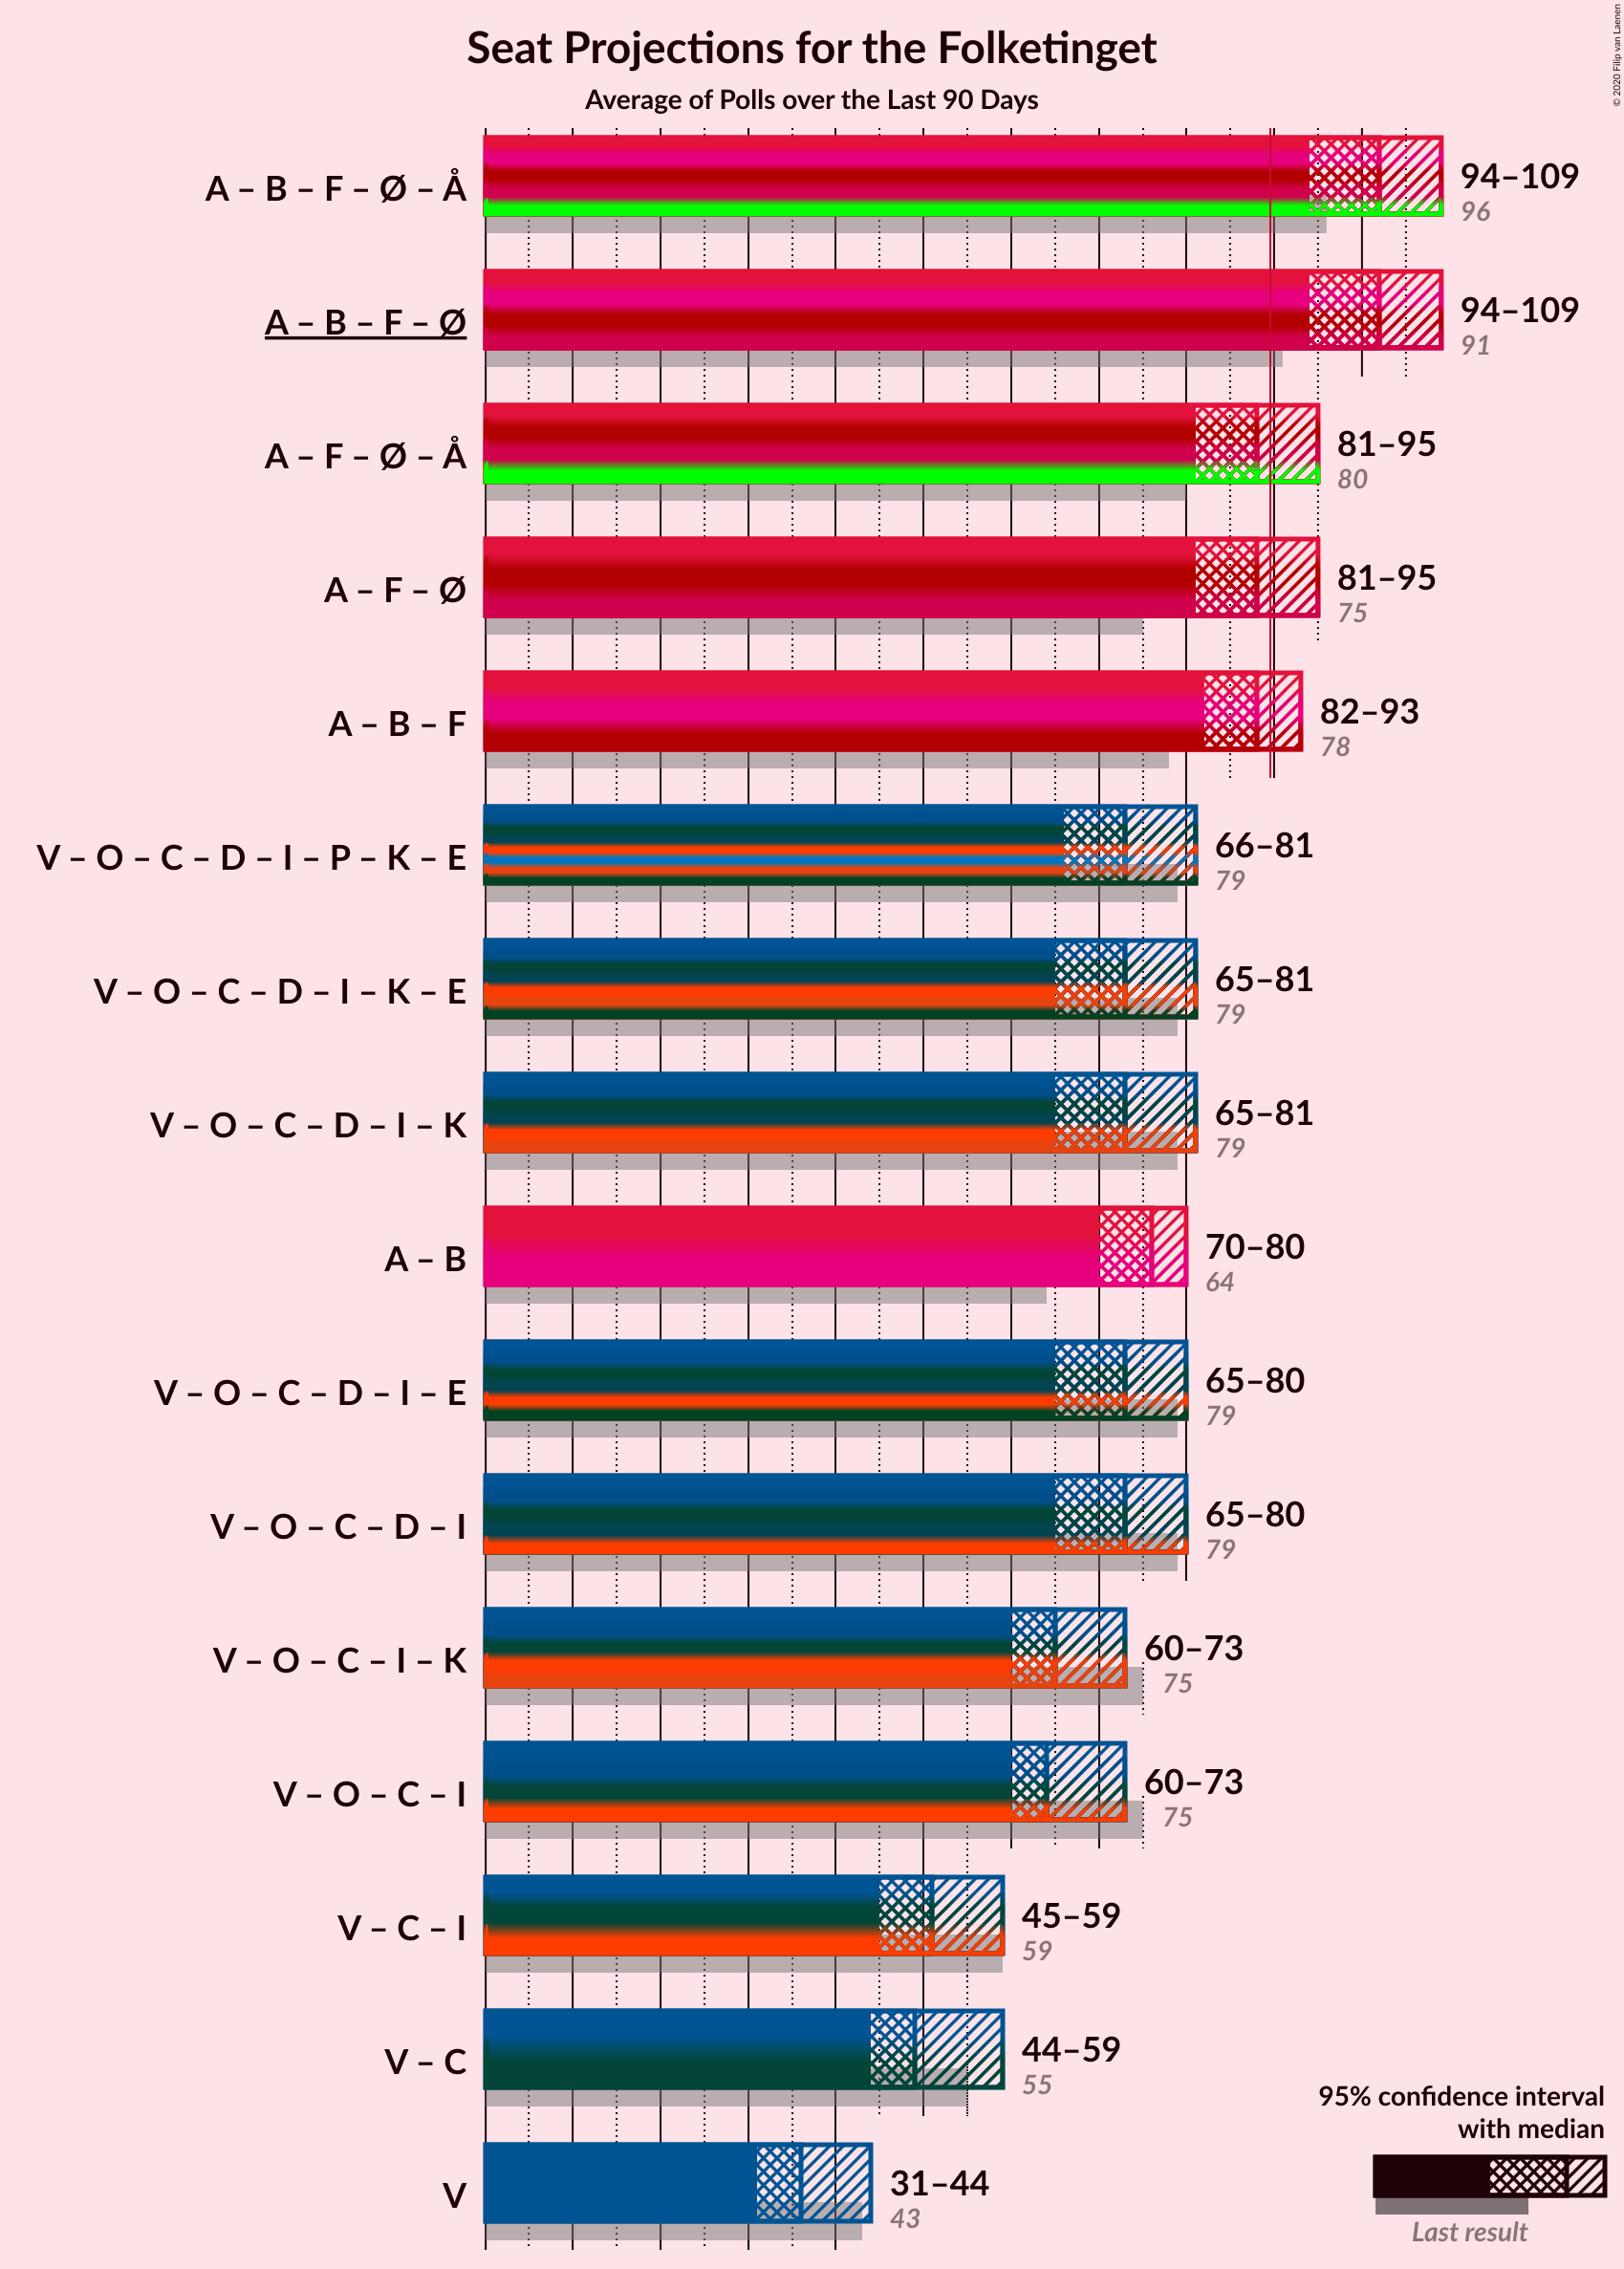 Seat Projections for the Folketinget
Average of Polls over the Last 90 Days
© 2020 Filip van Laenen
A – B – F – Ø – Å
94–109
96
A – B – F – Ø
94–109
91
A – F – Ø – Å
81–95
80
A – F – Ø
81–95
75
A – B – F
82–93
78
V – O – C – D – I – P – K – E
66–81
79
V – O – C – D – I – K – E
65–81
79
V – O – C – D – I – K
65–81
79
A – B
70–80
64
V – O – C – D – I – E
65–80
79
V – O – C – D – I
65–80
79
V – O – C – I – K
60–73
75
V – O – C – I
60–73
75
V – C – I
45–59
59
V – C
44–59
55
V
31–44
43
95% confidence interval
with median
Last result